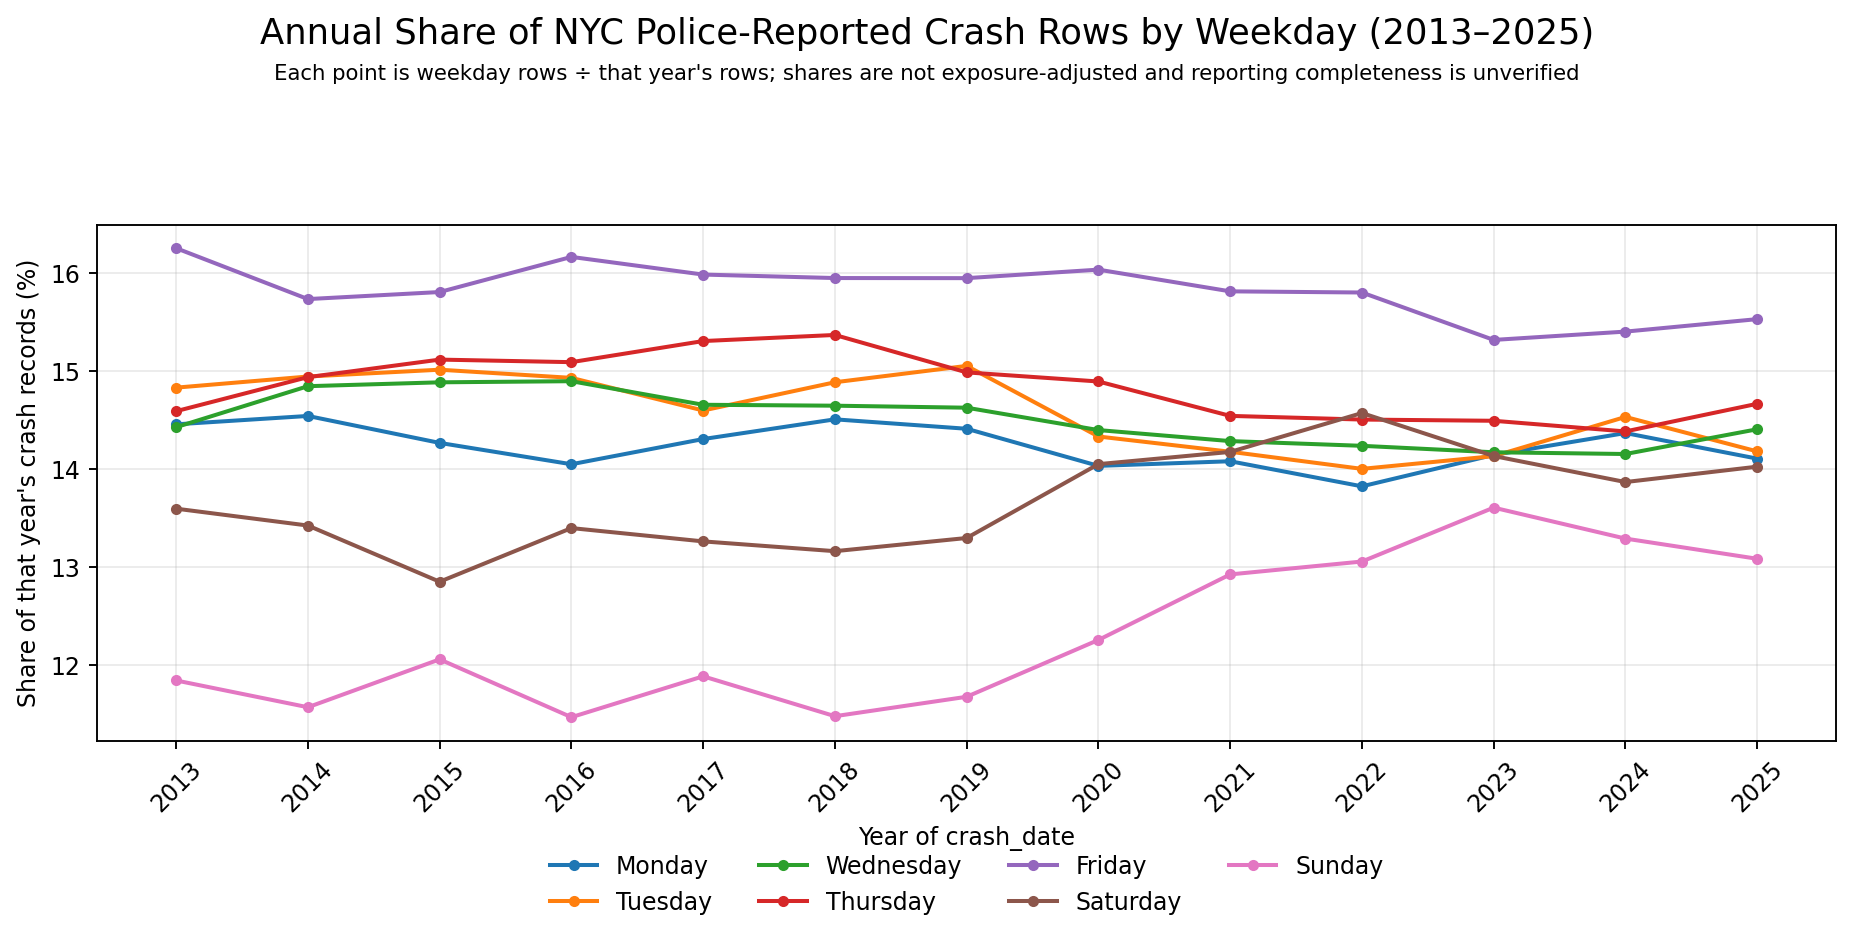 Annual Share of NYC Police-Reported Crash Rows by Weekday (2013–2025)
Each point is weekday rows ÷ that year's rows; shares are not exposure-adjusted and reporting completeness is unverified
Share of that year's crash records (%)
16
15
14
13
12
2013 2014 2015 2016 2017 2018 2019 2020 2021 2022 2023 2024 2025
Year of crash_date
Monday Wednesday Friday Sunday
Tuesday Thursday Saturday